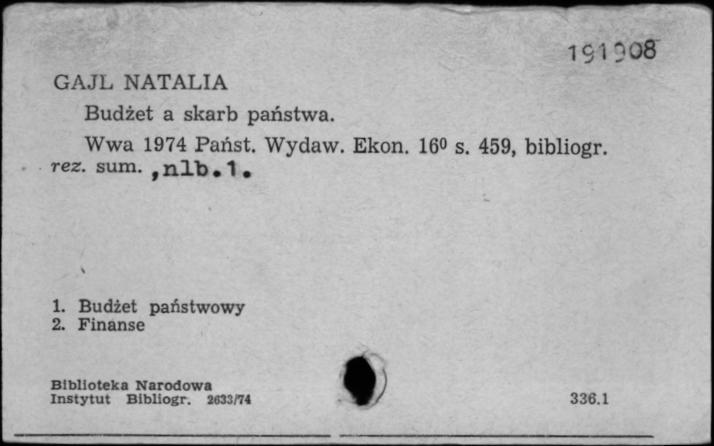 191908
GAJL NATALIA
Budżet a skarb państwa.
Wwa 1974 Państ. Wydaw. Ekon. 16⁰ s. 459, bibliogr.
rez. sum. ,nlb.1.
1. Budżet państwowy
2. Finanse
Biblioteka Narodowa
Instytut Bibliogr. 2633/74
336.1